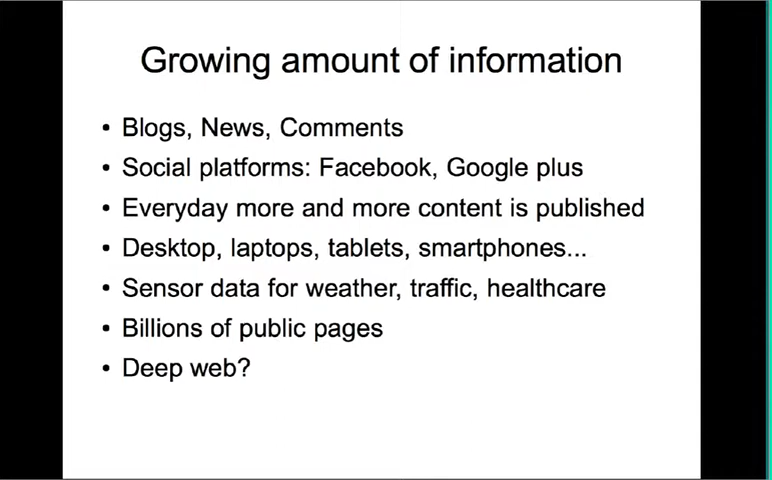 Growing amount of information
• Blogs, News, Comments
• Social platforms: Facebook, Google plus
• Everyday more and more content is published
• Desktop, laptops, tablets, smartphones...
• Sensor data for weather, traffic, healthcare
• Billions of public pages
• Deep web?